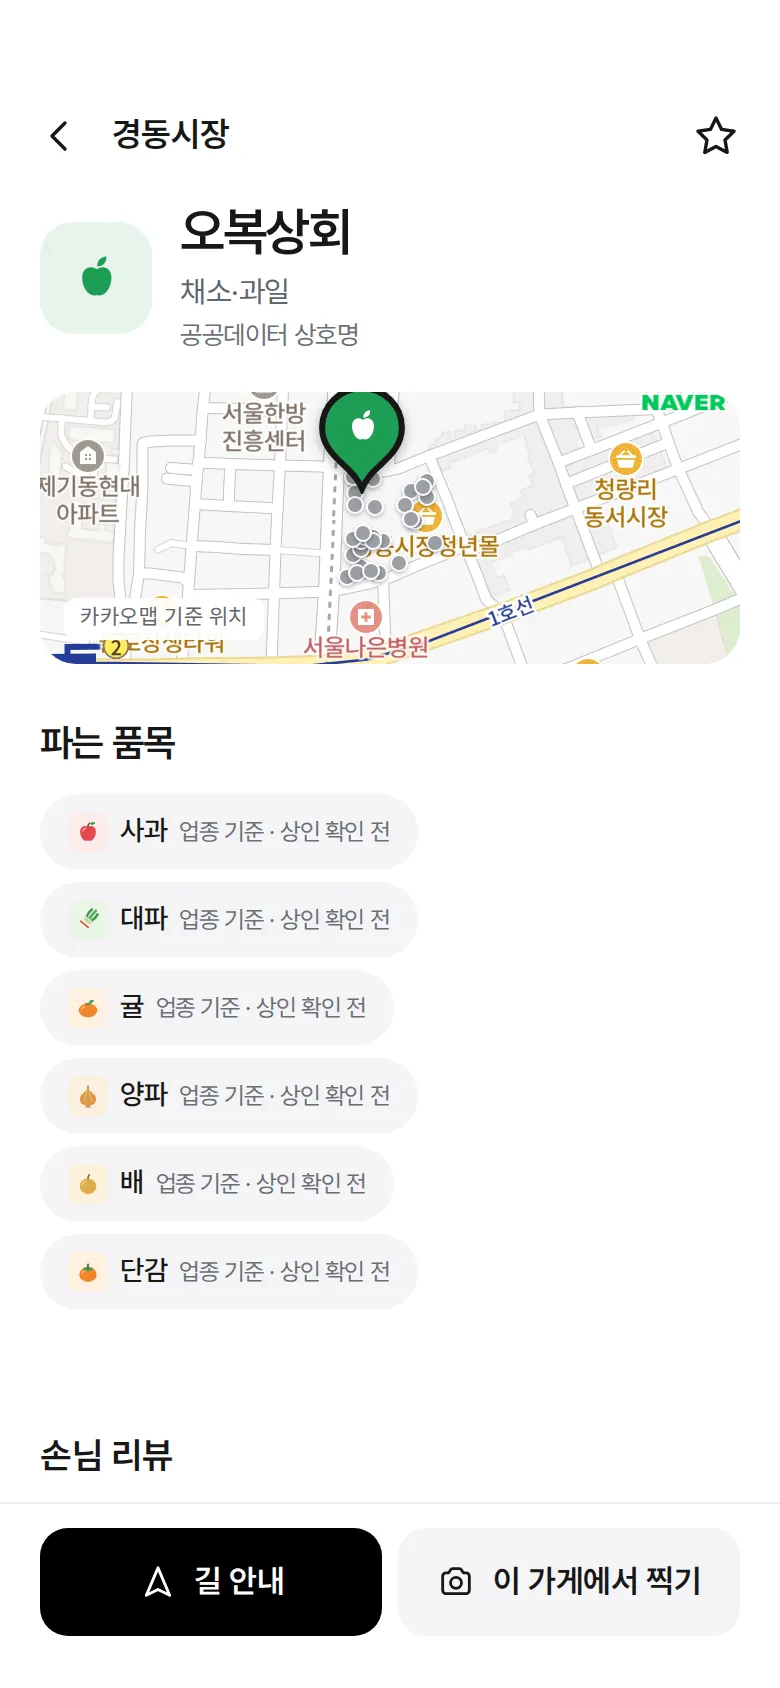 경동시장
오복상회
채소·과일
공공데이터 상호명
NAVER
서울한방
진흥센터
제기동현대
아파트
청량리
동서시장
시장청년몰
1호선
카카오맵 기준 위치
2
서울나은병원
파는 품목
사과 업종 기준 · 상인 확인 전
대파 업종 기준 · 상인 확인 전
귤 업종 기준 · 상인 확인 전
양파 업종 기준 · 상인 확인 전
배 업종 기준 · 상인 확인 전
단감 업종 기준 · 상인 확인 전
손님 리뷰
길 안내
이 가게에서 찍기